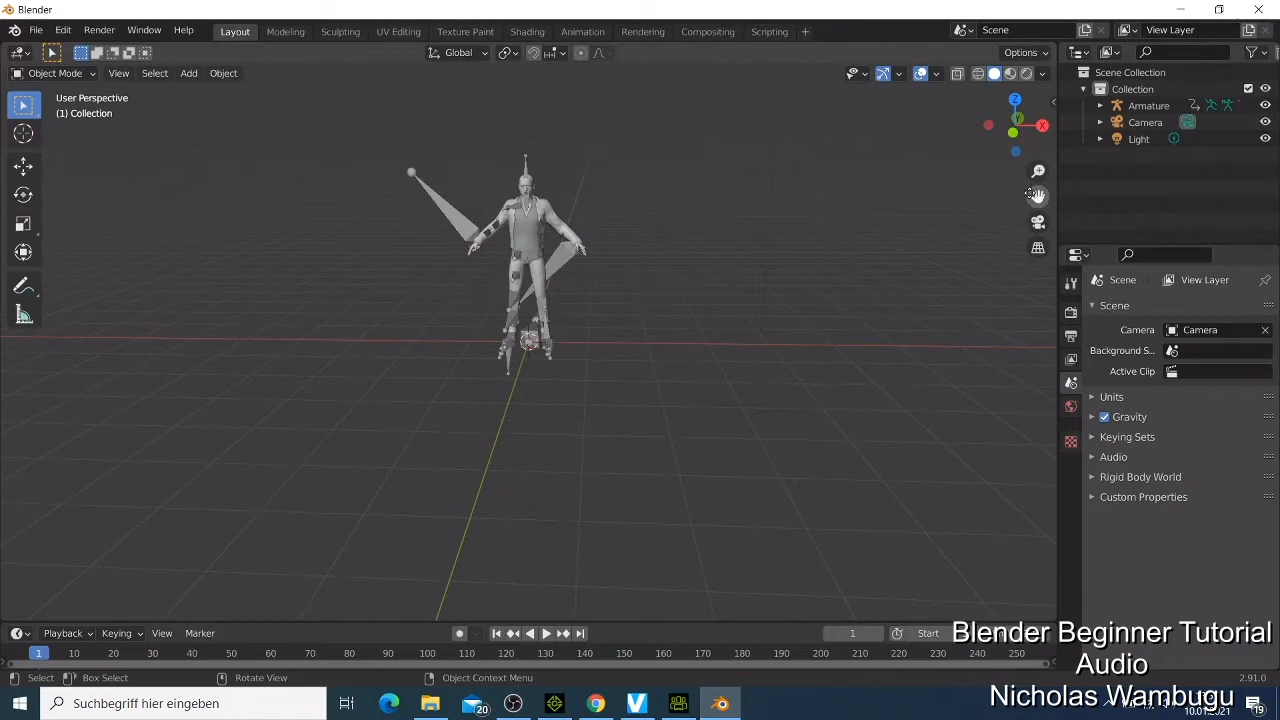 Blender
File Edit Render Window Help Layout Modeling Sculpting UV Editing Texture Paint Shading Animation Rendering Compositing Scripting + Scene View Layer
Global Options
Object Mode View Select Add Object
User Perspective
(1) Collection
Z
Y
X
Scene Collection
Collection
Armature
Camera
Light
Scene View Layer
Scene
Camera Camera
Background S...
Active Clip
Units
Gravity
Keying Sets
Audio
Rigid Body World
Custom Properties
Playback Keying View Marker 1 Start
1 10 20 30 40 50 60 70 80 90 100 110 120 130 140 150 160 170 180 190 200 210 220 230 240 250
Select Box Select Rotate View Object Context Menu 2.91.0
Blender Beginner Tutorial
Audio
Nicholas Wambugu
Suchbegriff hier eingeben 20 10.01.2021 19